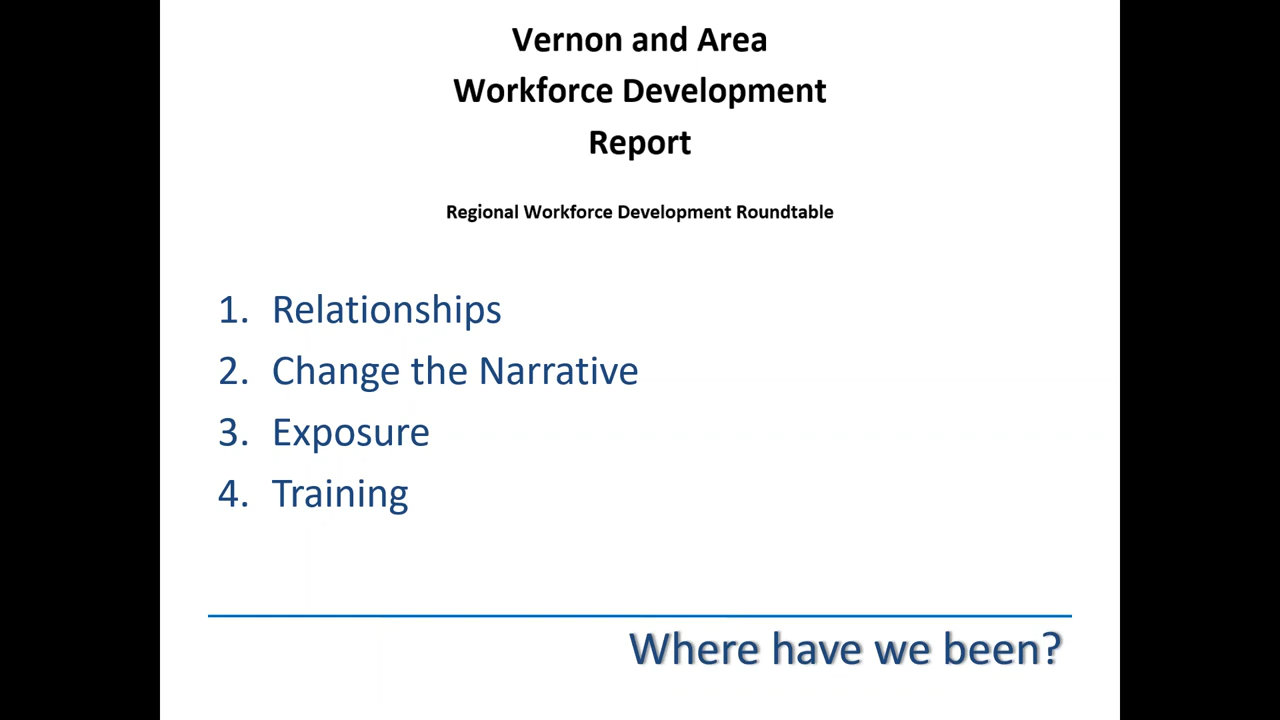 Vernon and Area
Workforce Development
Report
Regional Workforce Development Roundtable
1. Relationships
2. Change the Narrative
3. Exposure
4. Training
Where have we been?